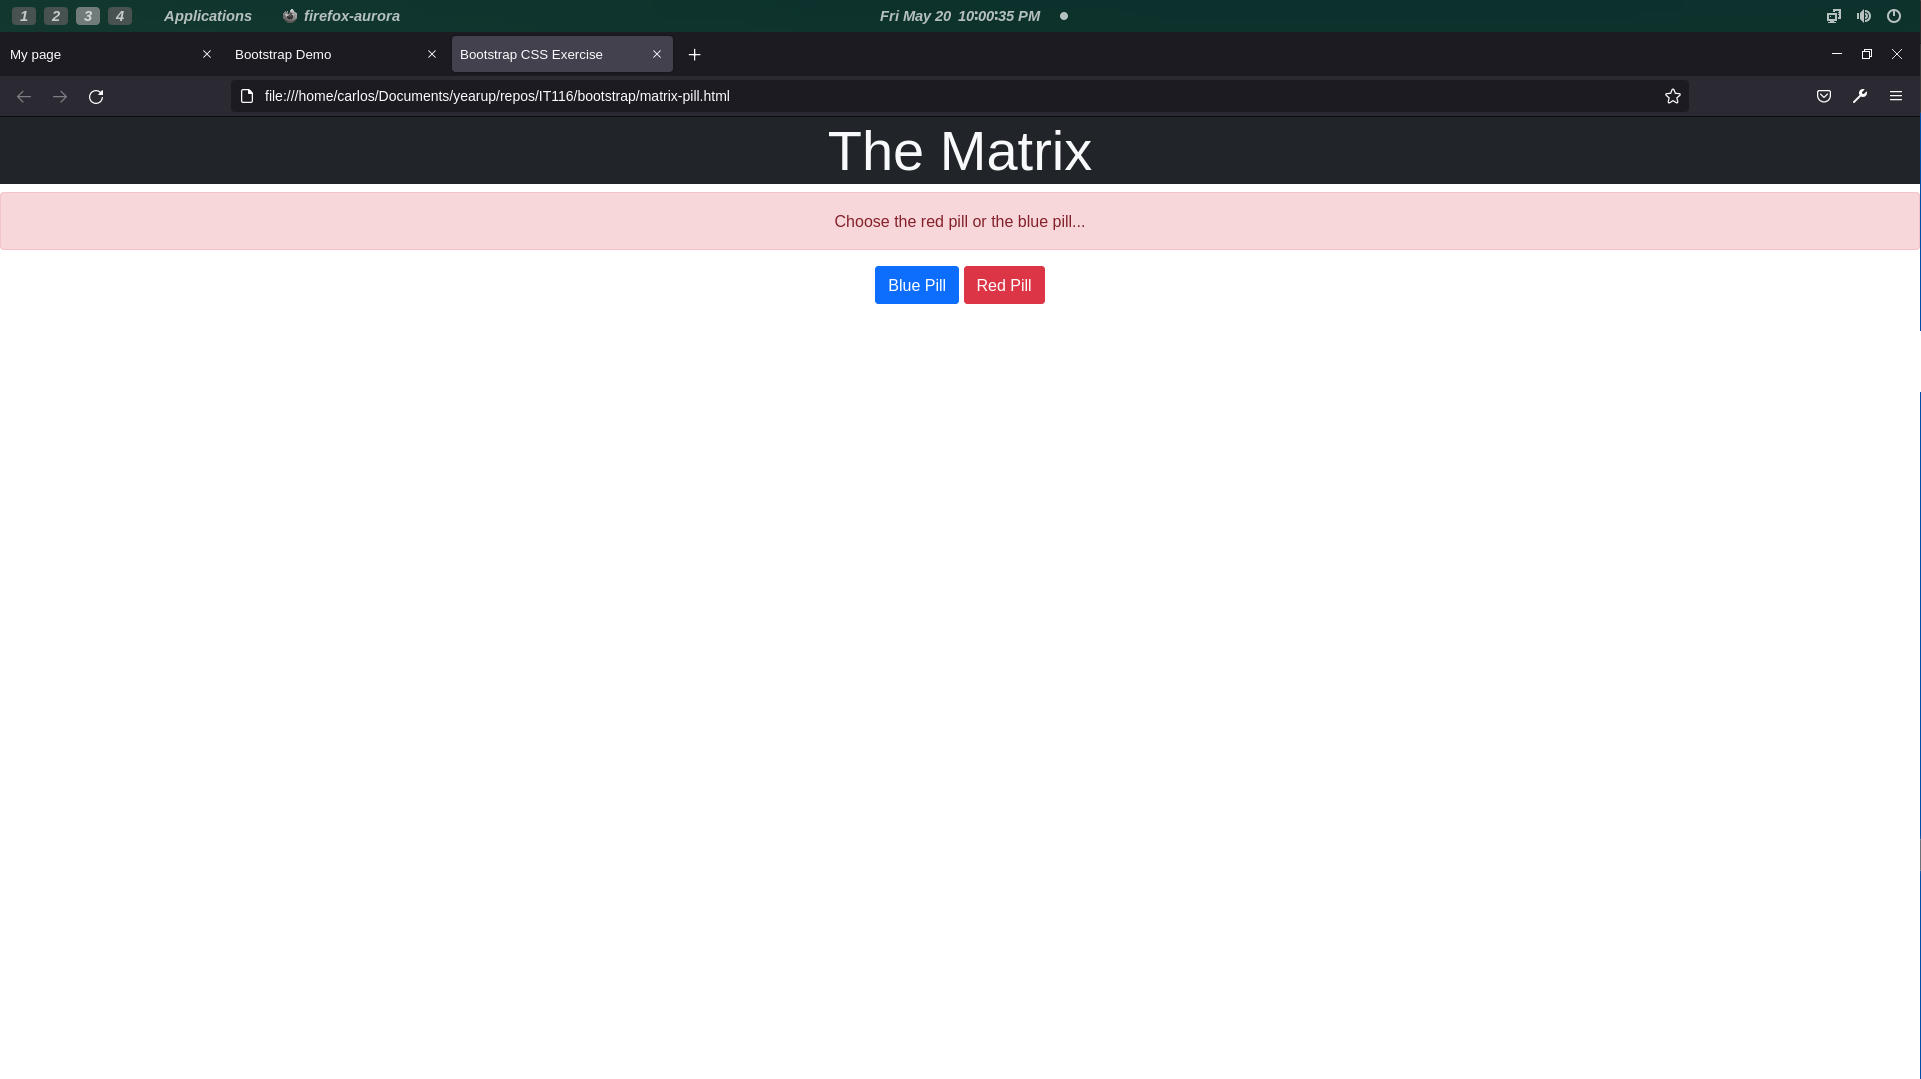 1 2 3 4 Applications firefox-aurora Fri May 20 10:00:35 PM
My page Bootstrap Demo Bootstrap CSS Exercise
file:///home/carlos/Documents/yearup/repos/IT116/bootstrap/matrix-pill.html
The Matrix
Choose the red pill or the blue pill...
Blue Pill Red Pill